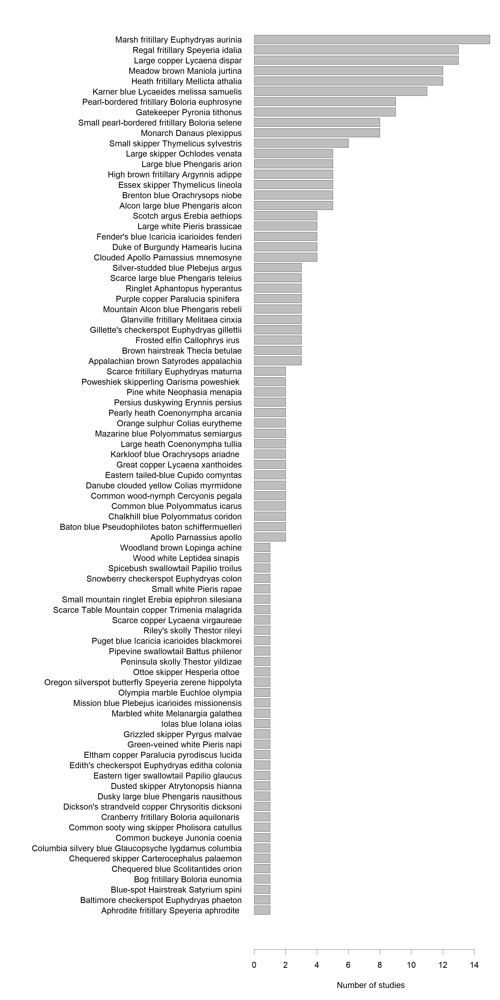 Marsh fritillary Euphydryas aurinia
Regal fritillary Speyeria idalia
Large copper Lycaena dispar
Meadow brown Maniola jurtina
Heath fritillary Mellicta athalia
Karner blue Lycaeides melissa samuelis
Pearl-bordered fritillary Boloria euphrosyne
Gatekeeper Pyronia tithonus
Small pearl-bordered fritillary Boloria selene
Monarch Danaus plexippus
Small skipper Thymelicus sylvestris
Large skipper Ochlodes venata
Large blue Phengaris arion
High brown fritillary Argynnis adippe
Essex skipper Thymelicus lineola
Brenton blue Orachrysops niobe
Alcon large blue Phengaris alcon
Scotch argus Erebia aethiops
Large white Pieris brassicae
Fender's blue Icaricia icarioides fenderi
Duke of Burgundy Hamearis lucina
Clouded Apollo Parnassius mnemosyne
Silver-studded blue Plebejus argus
Scarce large blue Phengaris teleius
Ringlet Aphantopus hyperantus
Purple copper Paralucia spinifera
Mountain Alcon blue Phengaris rebeli
Glanville fritillary Melitaea cinxia
Gillette's checkerspot Euphydryas gillettii
Frosted elfin Callophrys irus
Brown hairstreak Thecla betulae
Appalachian brown Satyrodes appalachia
Scarce fritillary Euphydryas maturna
Poweshiek skipperling Oarisma poweshiek
Pine white Neophasia menapia
Persius duskywing Erynnis persius
Pearly heath Coenonympha arcania
Orange sulphur Colias eurytheme
Mazarine blue Polyommatus semiargus
Large heath Coenonympha tullia
Karkloof blue Orachrysops ariadne
Great copper Lycaena xanthoides
Eastern tailed-blue Cupido comyntas
Danube clouded yellow Colias myrmidone
Common wood-nymph Cercyonis pegala
Common blue Polyommatus icarus
Chalkhill blue Polyommatus coridon
Baton blue Pseudophilotes baton schiffermuelleri
Apollo Parnassius apollo
Woodland brown Lopinga achine
Wood white Leptidea sinapis
Spicebush swallowtail Papilio troilus
Snowberry checkerspot Euphydryas colon
Small white Pieris rapae
Small mountain ringlet Erebia epiphron silesiana
Scarce Table Mountain copper Trimenia malagrida
Scarce copper Lycaena virgaureae
Riley's skolly Thestor rileyi
Puget blue Icaricia icarioides blackmorei
Pipevine swallowtail Battus philenor
Peninsula skolly Thestor yildizae
Ottoe skipper Hesperia ottoe
Oregon silverspot butterfly Speyeria zerene hippolyta
Olympia marble Euchloe olympia
Mission blue Plebejus icarioides missionensis
Marbled white Melanargia galathea
Iolas blue Iolana iolas
Grizzled skipper Pyrgus malvae
Green-veined white Pieris napi
Eltham copper Paralucia pyrodiscus lucida
Edith's checkerspot Euphydryas editha colonia
Eastern tiger swallowtail Papilio glaucus
Dusted skipper Atrytonopsis hianna
Dusky large blue Phengaris nausithous
Dickson's strandveld copper Chrysoritis dicksoni
Cranberry fritillary Boloria aquilonaris
Common sooty wing skipper Pholisora catullus
Common buckeye Junonia coenia
Columbia silvery blue Glaucopsyche lygdamus columbia
Chequered skipper Carterocephalus palaemon
Chequered blue Scolitantides orion
Bog fritillary Boloria eunomia
Blue-spot Hairstreak Satyrium spini
Baltimore checkerspot Euphydryas phaeton
Aphrodite fritillary Speyeria aphrodite
0 2 4 6 8 10 12 14
Number of studies